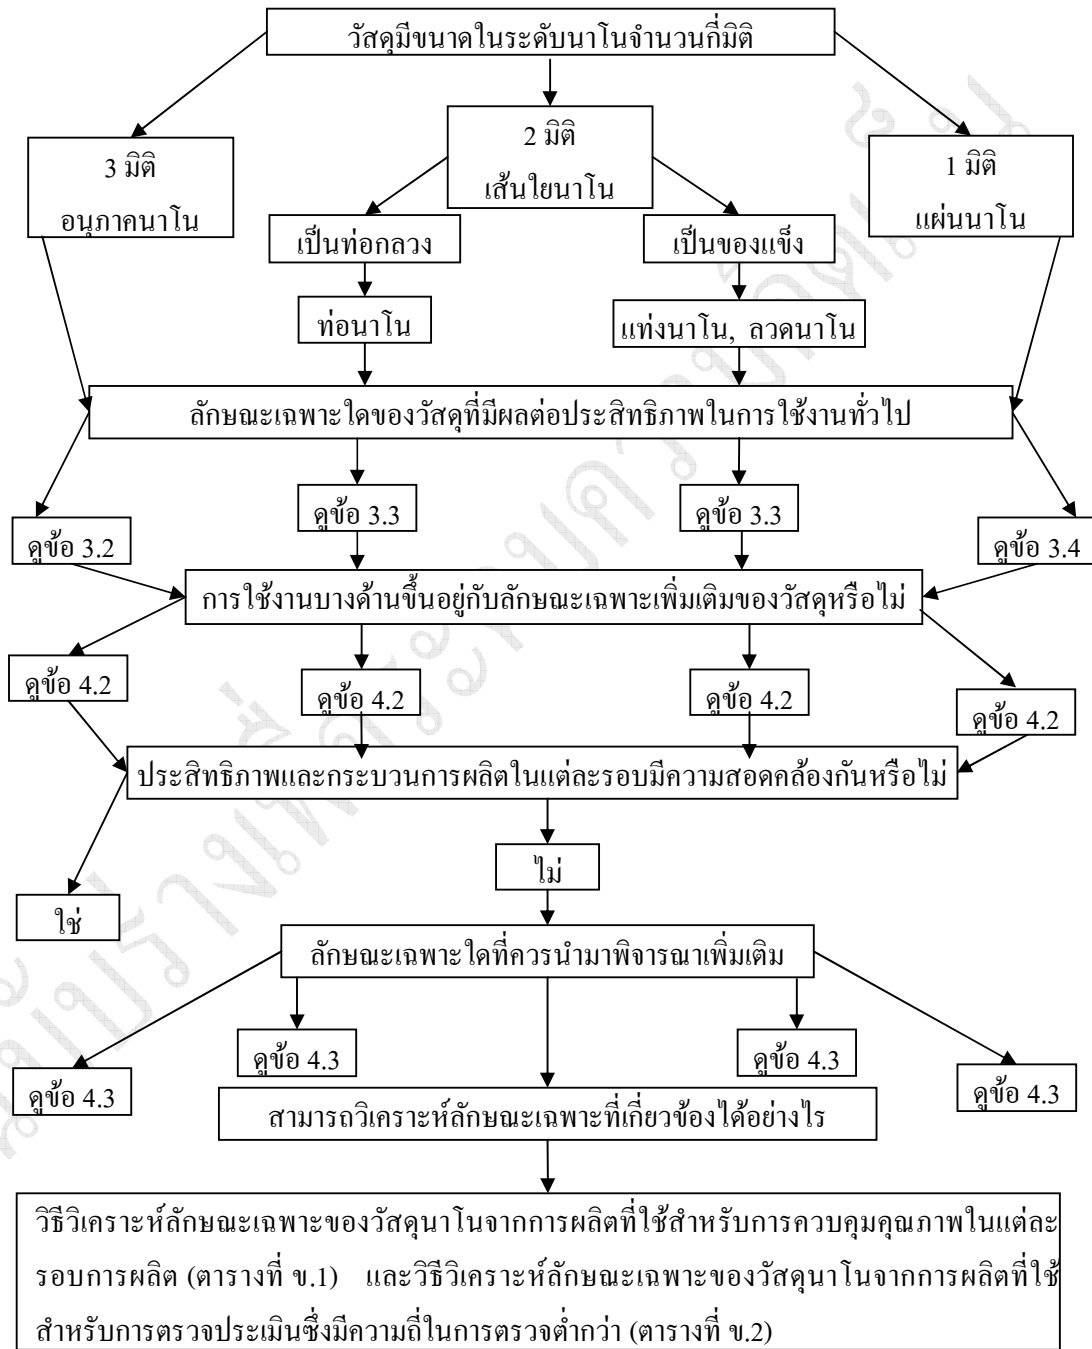 วัสดุมีขนาดในระดับนาโนจำนวนกี่มิติ
3 มิติ
อนุภาคนาโน
2 มิติ
เส้นใยนาโน
1 มิติ
แผ่นนาโน
เป็นท่อกลวง
เป็นของแข็ง
ท่อนาโน
แท่งนาโน, ลวดนาโน
ลักษณะเฉพาะใดของวัสดุที่มีผลต่อประสิทธิภาพในการใช้งานทั่วไป
ดูข้อ 3.2
ดูข้อ 3.3
ดูข้อ 3.3
ดูข้อ 3.4
การใช้งานบางด้านขึ้นอยู่กับลักษณะเฉพาะเพิ่มเติมของวัสดุหรือไม่
ดูข้อ 4.2
ดูข้อ 4.2
ดูข้อ 4.2
ดูข้อ 4.2
ประสิทธิภาพและกระบวนการผลิตในแต่ละรอบมีความสอดคล้องกันหรือไม่
ไม่
ใช่
ลักษณะเฉพาะใดที่ควรนำมาพิจารณาเพิ่มเติม
ดูข้อ 4.3
ดูข้อ 4.3
ดูข้อ 4.3
ดูข้อ 4.3
สามารถวิเคราะห์ลักษณะเฉพาะที่เกี่ยวข้องได้อย่างไร
วิธีวิเคราะห์ลักษณะเฉพาะของวัสดุนาโนจากการผลิตที่ใช้สำหรับการควบคุมคุณภาพในแต่ละ
รอบการผลิต (ตารางที่ ข.1) และวิธีวิเคราะห์ลักษณะเฉพาะของวัสดุนาโนจากการผลิตที่ใช้
สำหรับการตรวจประเมินซึ่งมีความถี่ในการตรวจต่ำกว่า (ตารางที่ ข.2)